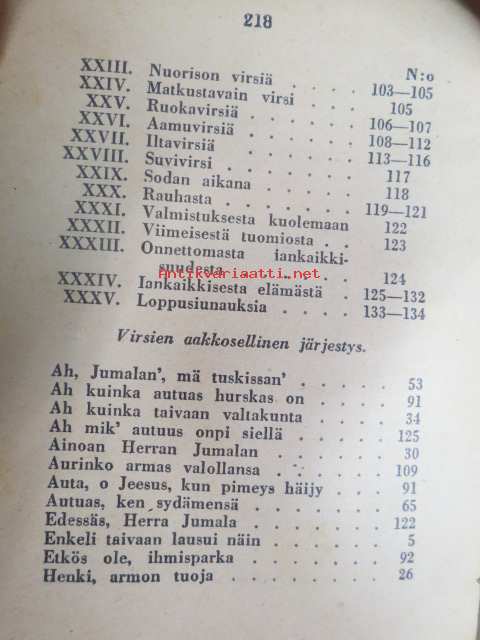 218
N:o
XXIII. Nuorison virsiä . . . . 103—105
XXIV. Matkustavain virsi . . . . 105
XXV. Ruokavirsiä . . . . . . 106—107
XXVI. Aamuvirsiä . . . . . . 108—112
XXVII. Iltavirsiä . . . . . . 113—116
XXVIII. Suvivirsi . . . . . . . 117
XXIX. Sodan aikana . . . . . . 118
XXX. Rauhasta . . . . . . . 119—121
XXXI. Valmistuksesta kuolemaan 122
XXXII. Viimeisestä tuomiosta . . 123
XXXIII. Onnettomasta iankaikki-
suudesta . . . . . . 124
Antikvariaatti.net
XXXIV. Iankaikkisesta elämästä . 125—132
XXXV. Loppusiunauksia . . . . 133—134
Virsien aakkosellinen järjestys.
Ah, Jumalan', mä tuskissan' . . . . . 53
Ah kuinka autuas hurskas on . . . . . 91
Ah kuinka taivaan valtakunta . . . . . 34
Ah mik' autuus onpi siellä . . . . . . 125
Ainoan Herran Jumalan . . . . . . 30
Aurinko armas valollansa . . . . . . 109
Auta, o Jeesus, kun pimeys häijy . . . 91
Autuas, ken sydämensä . . . . . . 65
Edessäs, Herra Jumala . . . . . . . 122
Enkeli taivaan lausui näin . . . . . . 5
Etkös ole, ihmisparka . . . . . . . 92
Henki, armon tuoja . . . . . . . . 26